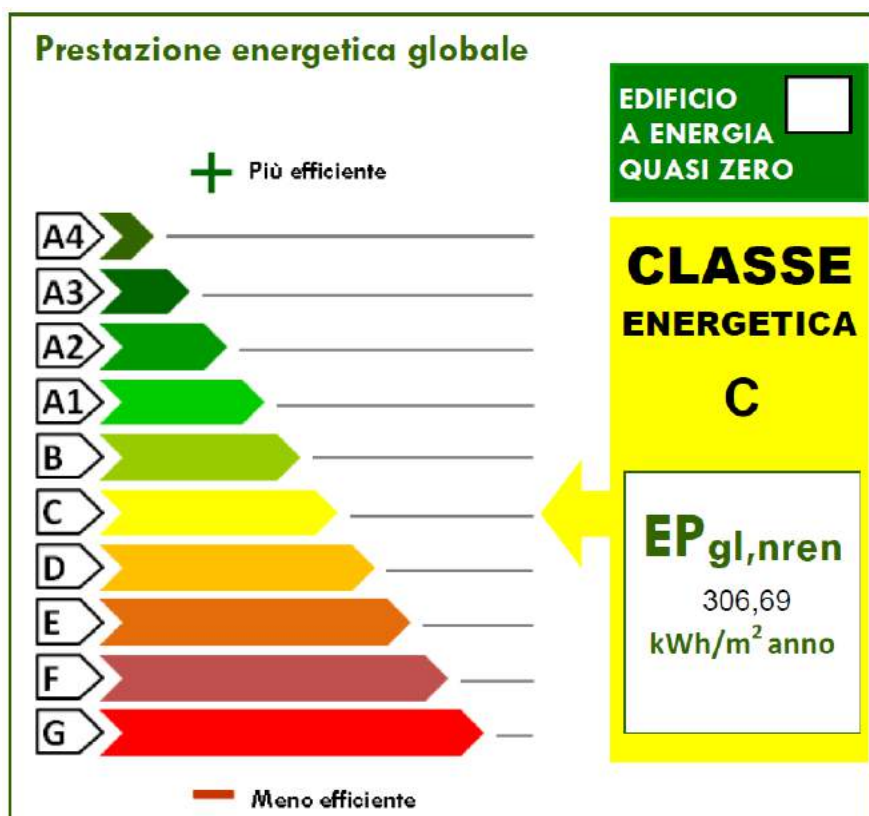 Prestazione energetica globale
Più efficiente
A4
A3
A2
A1
B
C
D
E
F
G
Meno efficiente
EDIFICIO
A ENERGIA
QUASI ZERO
CLASSE
ENERGETICA
C
EPgl,nren
306,69
kWh/m² anno